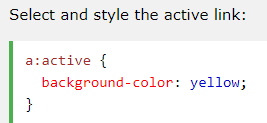 Select and style the active link:
a:active {
  background-color: yellow;
}